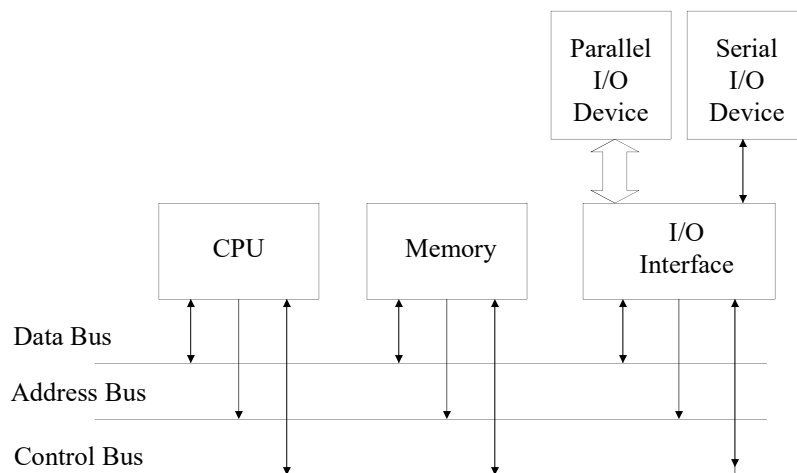 Parallel
I/O
Device
Serial
I/O
Device
CPU
Memory
I/O
Interface
Data Bus
Address Bus
Control Bus